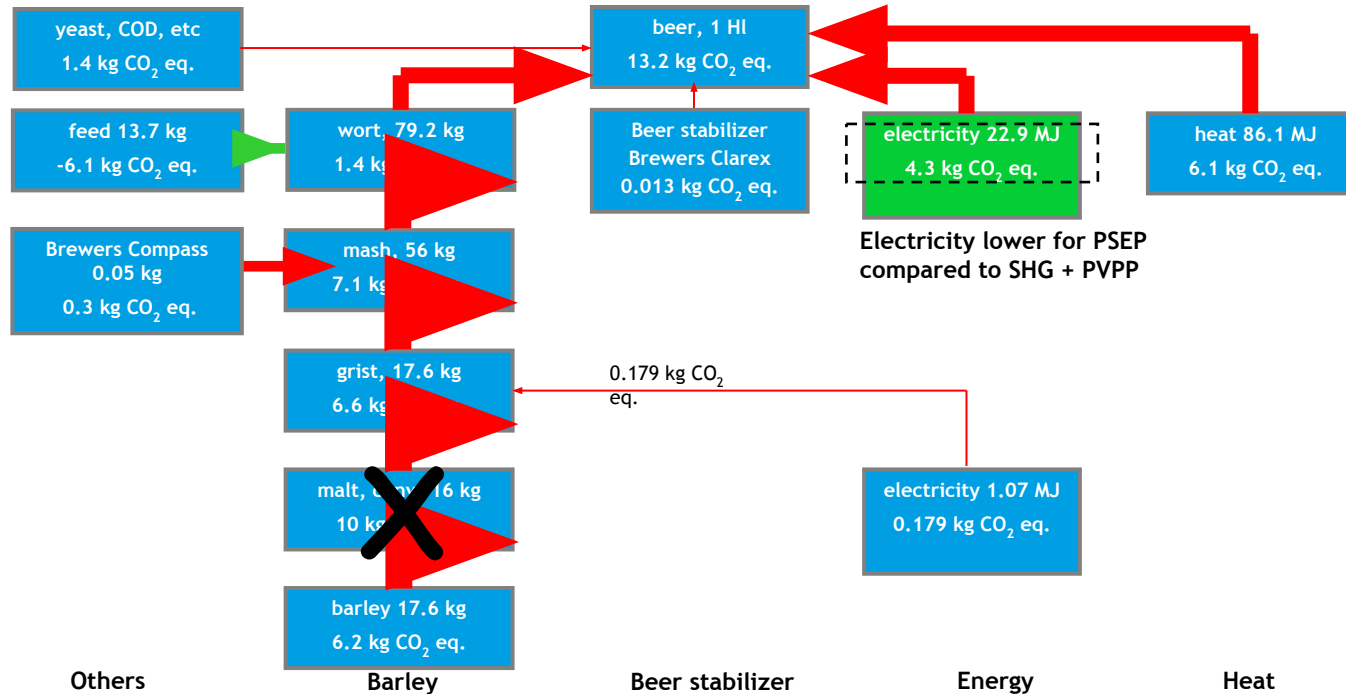 yeast, COD, etc
1.4 kg CO2 eq.
beer, 1 Hl
13.2 kg CO2 eq.
feed 13.7 kg
-6.1 kg CO2 eq.
wort, 79.2 kg
1.4 kg
Beer stabilizer
Brewers Clarex
0.013 kg CO2 eq.
electricity 22.9 MJ
4.3 kg CO2 eq.
heat 86.1 MJ
6.1 kg CO2 eq.
Electricity lower for PSEP
compared to SHG + PVPP
Brewers Compass
0.05 kg
0.3 kg CO2 eq.
mash, 56 kg
7.1 kg
grist, 17.6 kg
6.6 kg
0.179 kg CO2
eq.
malt, 16 kg
10 kg
electricity 1.07 MJ
0.179 kg CO2 eq.
barley 17.6 kg
6.2 kg CO2 eq.
Others
Barley
Beer stabilizer
Energy
Heat